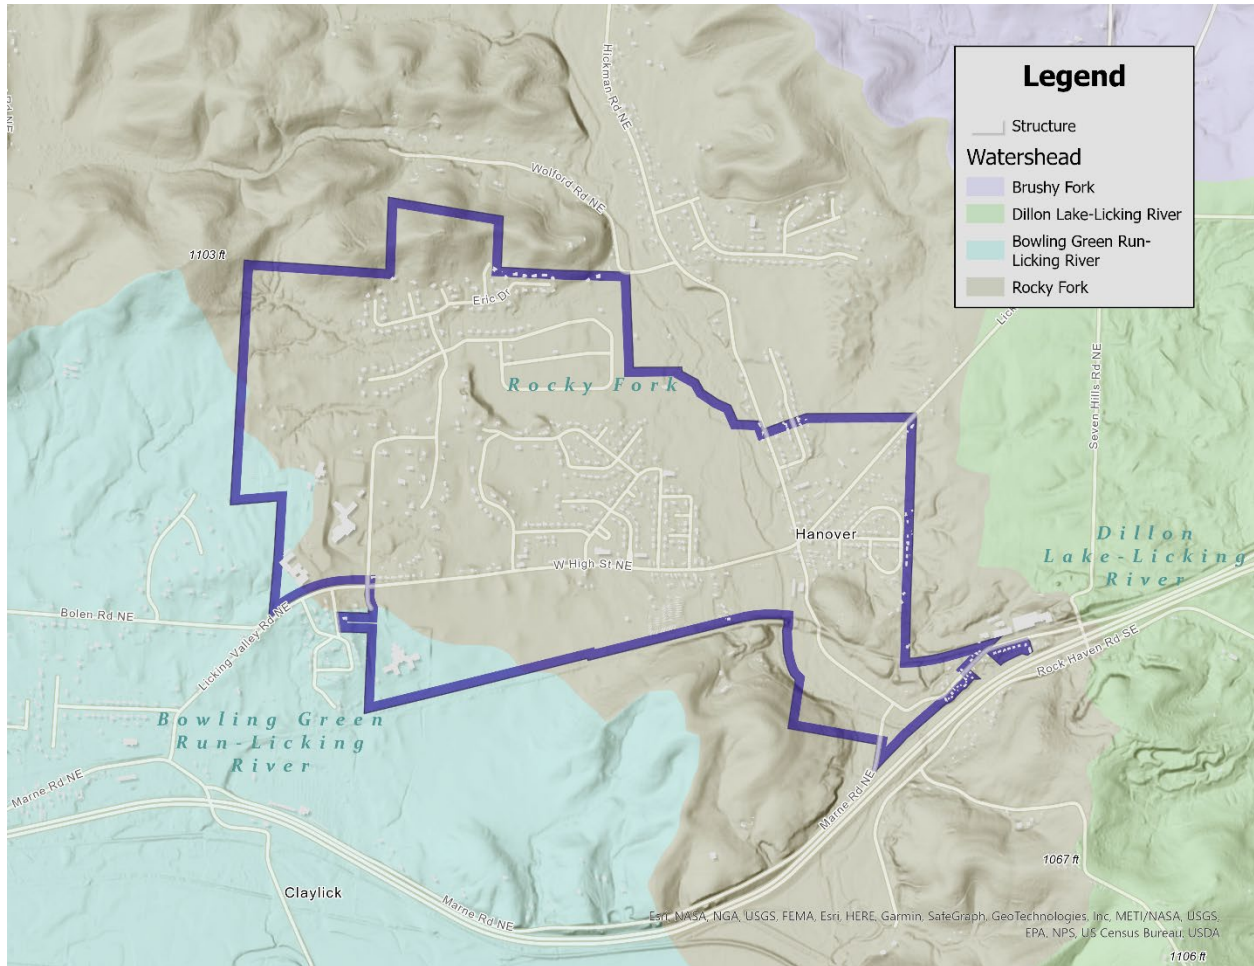 Legend
Structure
Watershead
Brushy Fork
Dillon Lake-Licking River
Bowling Green Run-
Licking River
Rocky Fork
Hickman Rd NE
Wolford Rd NE
1103 ft
Eric Dr
Lick
Rocky Fork
Seven Hills Rd NE
Hanover
Dillon
Lake-Licking
River
W High St NE
Bolen Rd NE
Licking Valley Rd NE
Rock Haven Rd SE
Bowling Green
Run-Licking
River
Marne Rd NE
Marne Rd NE
1067 ft
Claylick
Marne Rd NE
Esri, NASA, NGA, USGS, FEMA, Esri, HERE, Garmin, SafeGraph, GeoTechnologies, Inc, METI/NASA, USGS,
EPA, NPS, US Census Bureau, USDA
1106 ft